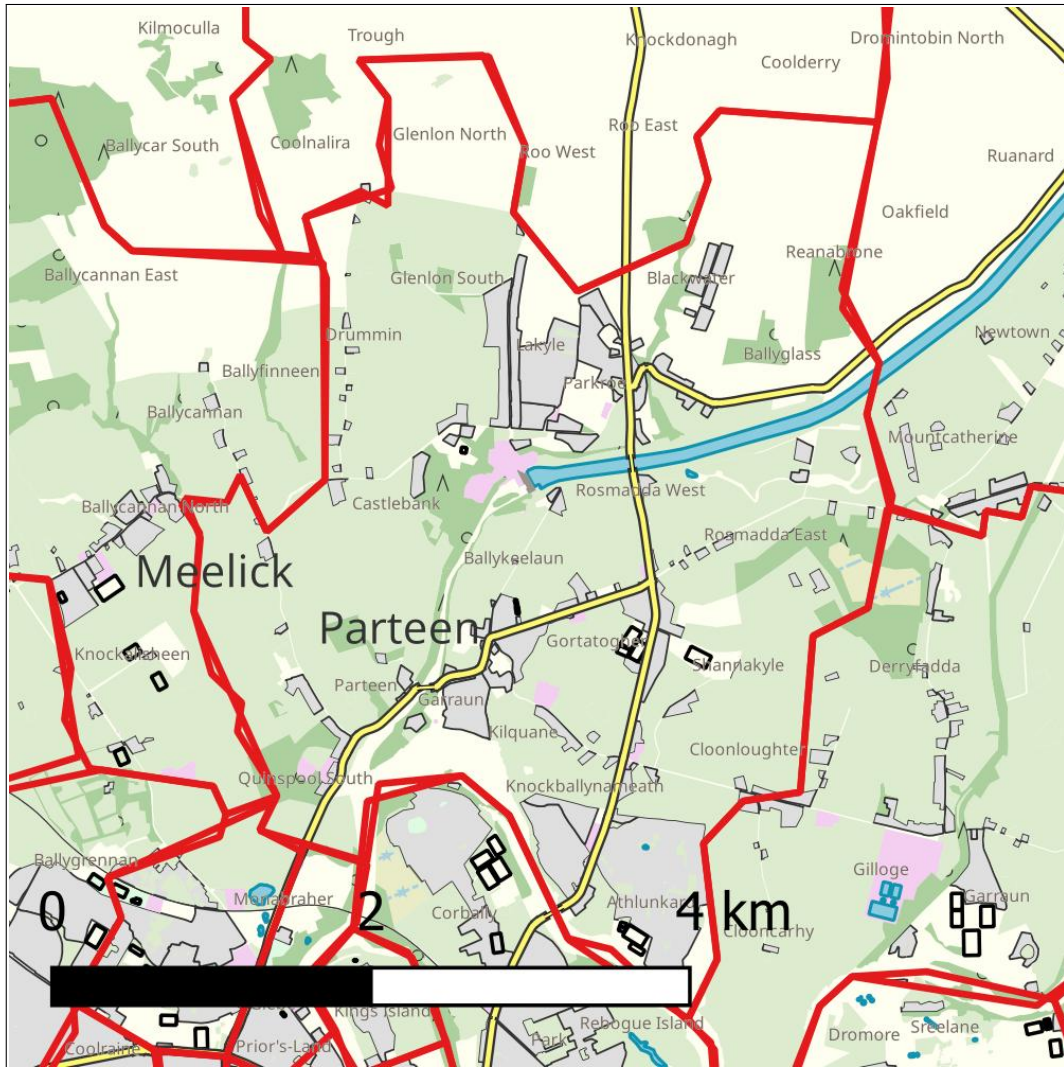 Kilmoculla
Trough
Knockdonagh
Dromintobin North
Coolderry
Roo East
Glenlon North
Coolnalira
Ballycar South
Roo West
Ruanard
Oakfield
Reanabrone
Ballycannan East
Glenlon South
Blackwater
Drummin
Lakyle
Ballyglass
Newtown
Ballyfinneen
Parkroe
Ballycannan
Mountcatherine
Ballycannan North
Castlebank
Rosmadda West
Rosmadda East
Ballykeelaun
Meelick
Parteen
Gortatogher
Knockalisheen
Shannakyle
Derryfadda
Parteen
Garraun
Kilquane
Cloonloughter
Quinspool South
Knockballynameath
Ballygrennan
Gilloge
Monabraher
Corbally
Athlunkard
Garraun
0 2 4 km
Clooncarhy
Kings Island
Rebogue Island
Sreelane
Dromore
Park
Coolraine
Prior's-Land